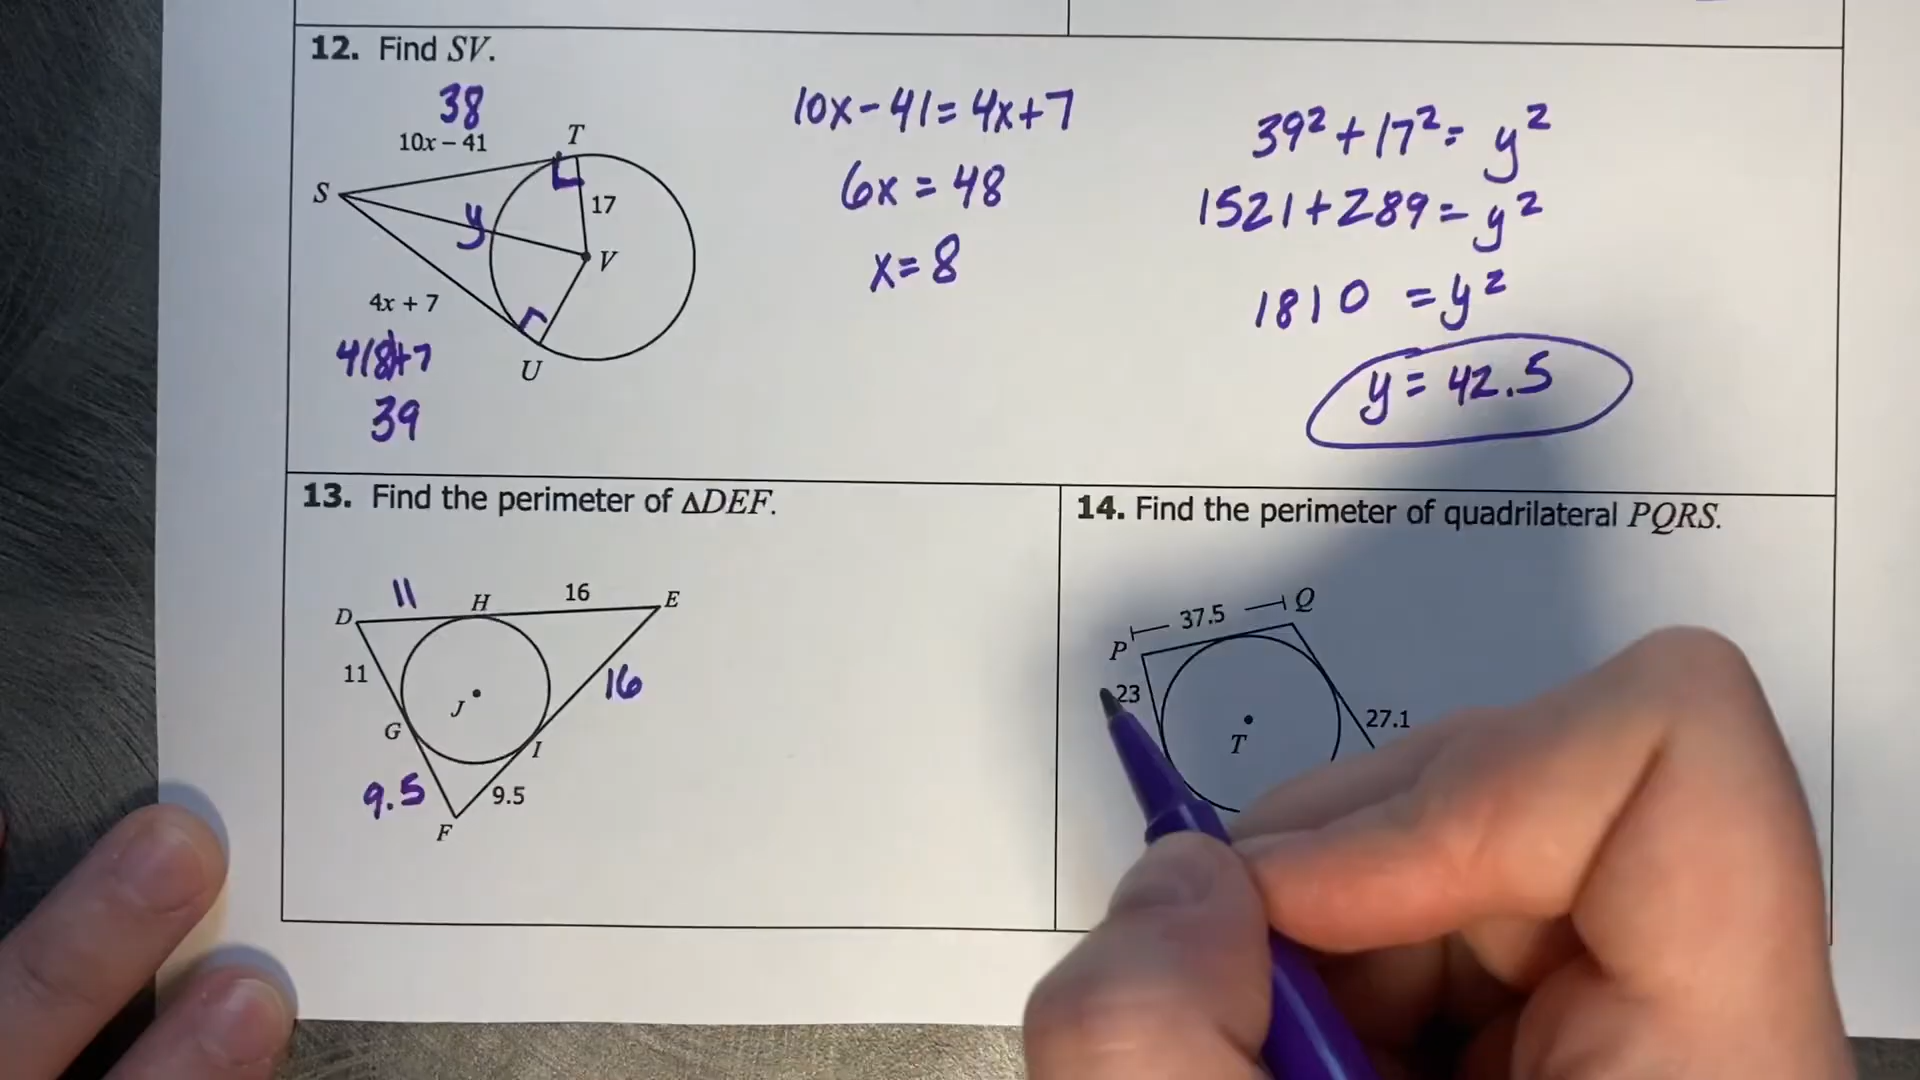 12. Find SV.
38
10x – 41
T
S
y
17
V
4x + 7
4(8)+7
39
U
10x-41=4x+7
6x=48
x=8
39²+17²= y²
1521+289=y²
1810 =y²
y=42.5
13. Find the perimeter of ΔDEF.
11
H
16
E
D
11
J
16
G
I
9.5
9.5
F
14. Find the perimeter of quadrilateral PQRS.
37.5
Q
P
23
27.1
T